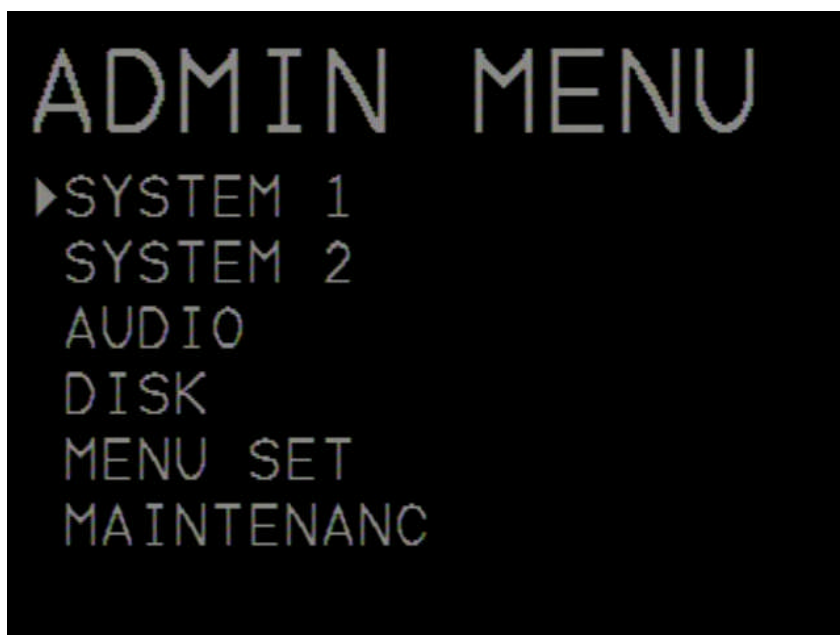 ADMIN MENU
▶SYSTEM 1
SYSTEM 2
AUDIO
DISK
MENU SET
MAINTENANC